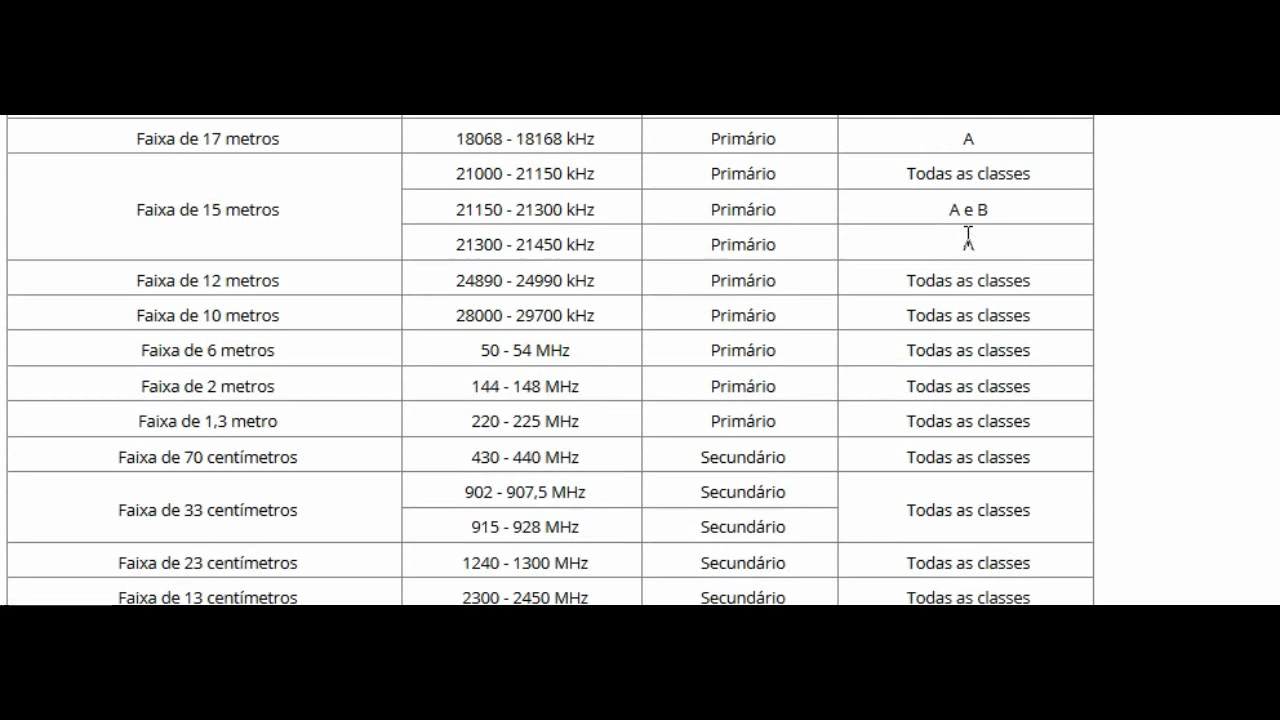 Faixa de 17 metros 18068 - 18168 kHz Primário A
21000 - 21150 kHz Primário Todas as classes
Faixa de 15 metros 21150 - 21300 kHz Primário A e B
21300 - 21450 kHz Primário A
Faixa de 12 metros 24890 - 24990 kHz Primário Todas as classes
Faixa de 10 metros 28000 - 29700 kHz Primário Todas as classes
Faixa de 6 metros 50 - 54 MHz Primário Todas as classes
Faixa de 2 metros 144 - 148 MHz Primário Todas as classes
Faixa de 1,3 metro 220 - 225 MHz Primário Todas as classes
Faixa de 70 centímetros 430 - 440 MHz Secundário Todas as classes
902 - 907,5 MHz Secundário
Faixa de 33 centímetros Todas as classes
915 - 928 MHz Secundário
Faixa de 23 centímetros 1240 - 1300 MHz Secundário Todas as classes
Faixa de 13 centímetros 2300 - 2450 MHz Secundário Todas as classes